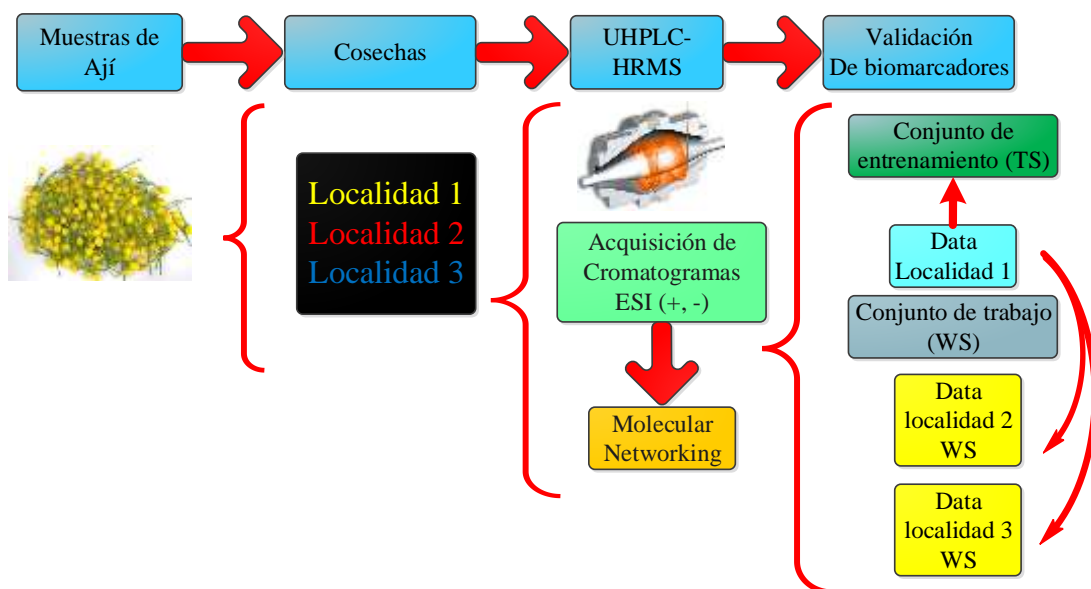 Muestras de
Ají
Cosechas
UHPLC-
HRMS
Validación
De biomarcadores
Localidad 1
Localidad 2
Localidad 3
Acquisición de
Cromatogramas
ESI (+, -)
Molecular
Networking
Conjunto de
entrenamiento (TS)
Data
Localidad 1
Conjunto de trabajo
(WS)
Data
localidad 2
WS
Data
localidad 3
WS